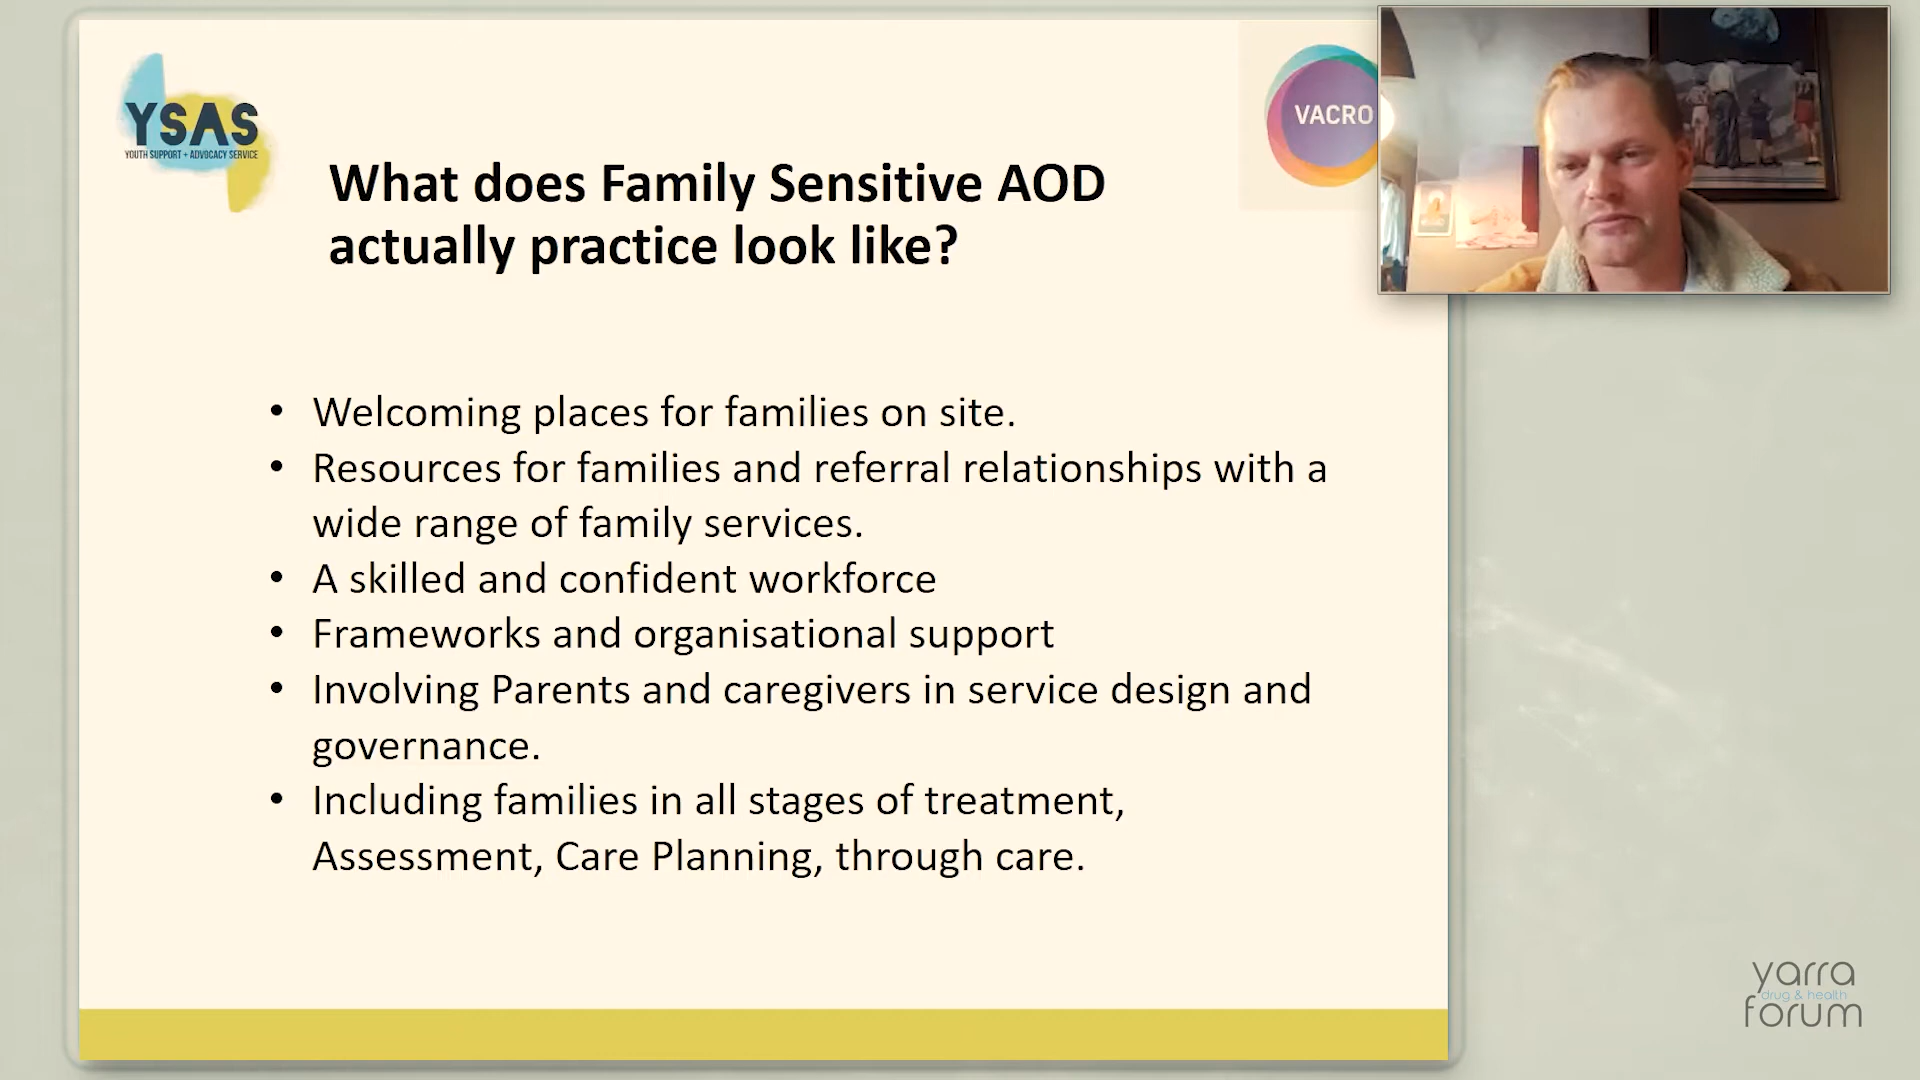 YSAS
YOUTH SUPPORT + ADVOCACY SERVICE
VACRO
What does Family Sensitive AOD
actually practice look like?
• Welcoming places for families on site.
• Resources for families and referral relationships with a
wide range of family services.
• A skilled and confident workforce
• Frameworks and organisational support
• Involving Parents and caregivers in service design and
governance.
• Including families in all stages of treatment,
Assessment, Care Planning, through care.
yarra
drug & health
forum